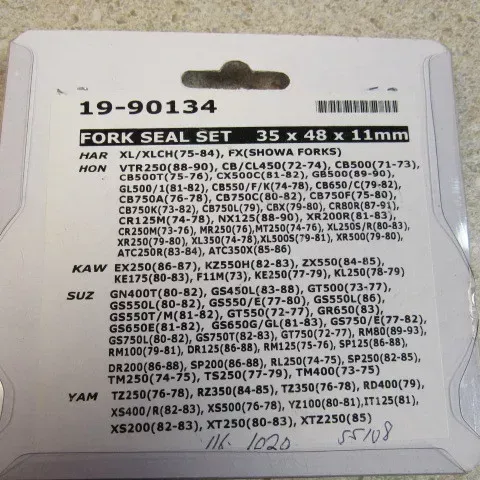 19-90134
FORK SEAL SET 35 x 48 x 11mm
HAR XL/XLCH(75-84), FX(SHOWA FORKS)
HON VTR250(88-90), CB/CL450(72-74), CB500(71-73),
CB500T(75-76), CX500C(81-82), GB500(89-90),
GL500/1(81-82), CB550/F/K(74-78), CB650/C(79-82),
CB750A(76-78), CB750C(80-82), CB750F(75-80),
CB750K(73-82), CB750L(79), CBX(79-80), CR80R(87-91),
CR125M(74-78), NX125(88-90), XR200R(81-83),
CR250M(73-76), MR250(76),MT250(74-76), XL250S/R(80-83),
XR250(79-80), XL350(74-78),XL500S(79-81), XR500(79-80),
ATC250R(83-84), ATC350X(85-86)
KAW EX250(86-87), KZ550H(82-83), ZX550(84-85),
KE175(80-83), F11M(73), KE250(77-79), KL250(78-79)
SUZ GN400T(80-82), GS450L(83-88), GT500(73-77),
GS550L(80-82), GS550/E(77-80), GS550L(86),
GS550T/M(81-82), GT550(72-77), GR650(83),
GS650E(81-82), GS650G/GL(81-83), GS750/E(77-82),
GS750L(80-82), GS750T(82-83), GT750(72-77), RM80(89-93),
RM100(79-81), DR125(86-88), RM125(75-76), SP125(86-88),
DR200(86-88), SP200(86-88), RL250(74-75), SP250(82-85),
TM250(74-75), TS250(77-79), TM400(73-75)
YAM TZ250(76-78), RZ350(84-85), TZ350(76-78), RD400(79),
XS400/R(82-83), XS500(76-78), YZ100(80-81),IT125(81),
XS200(82-83), XT250(80-83), XTZ250(85)
116-1020 55108